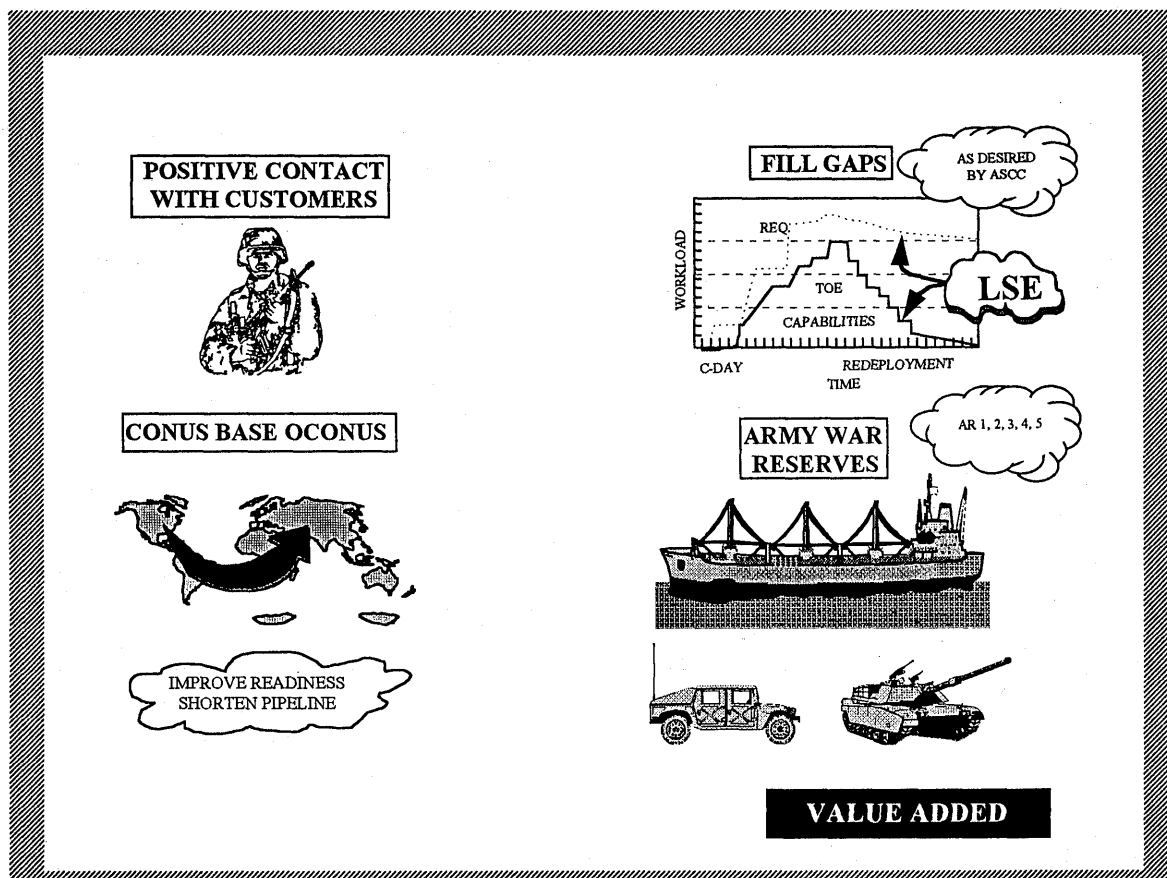 POSITIVE CONTACT
WITH CUSTOMERS
CONUS BASE OCONUS
IMPROVE READINESS
SHORTEN PIPELINE
FILL GAPS
AS DESIRED
BY ASCC
WORKLOAD
REQ
TOE
CAPABILITIES
LSE
C-DAY
REDEPLOYMENT
TIME
ARMY WAR
RESERVES
AR 1, 2, 3, 4, 5
VALUE ADDED